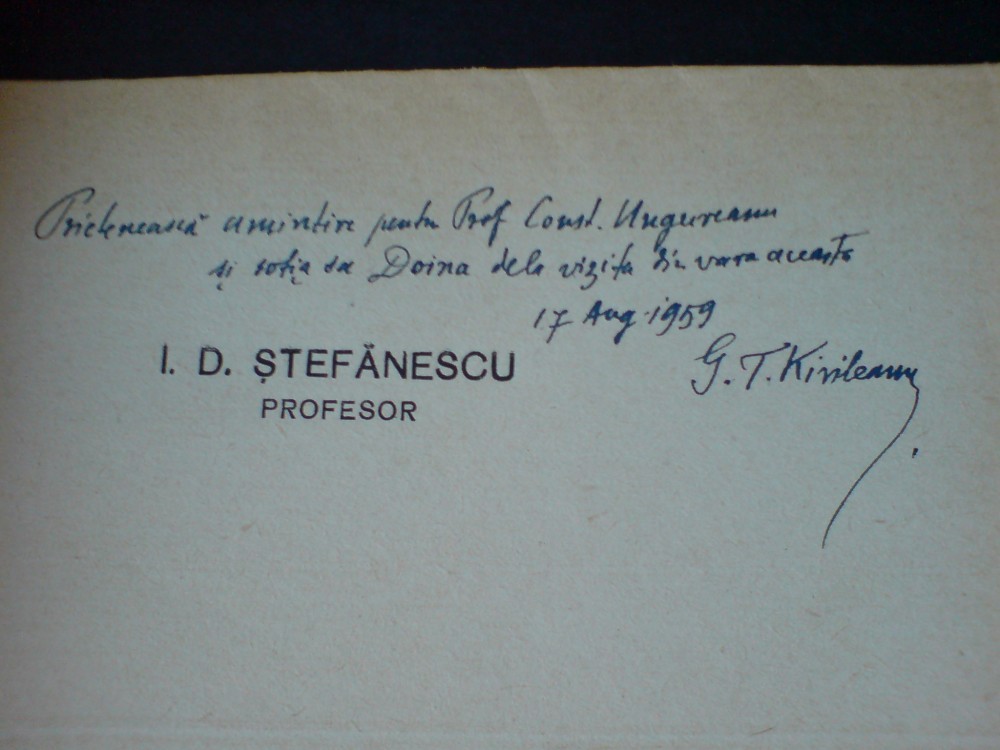 Prietenească amintire pentru Prof Const. Ungureanu
și soția sa Doina dela vizita din vara aceasta
17 Aug. 1959
I. D. ȘTEFĂNESCU
PROFESOR
G. T. Kirileanu